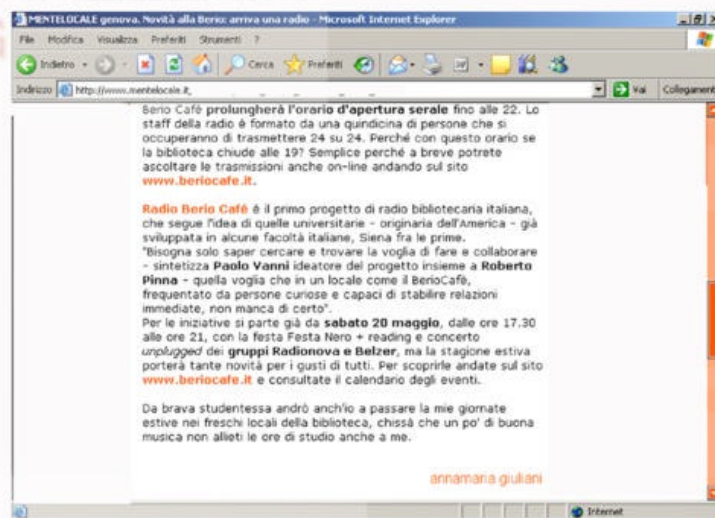 MENTELOCALE genova. Novità alla Berio: arriva una radio - Microsoft Internet Explorer
File Modifica Visualizza Preferiti Strumenti ?
Indietro Cerca Preferiti
Indirizzo http://www.mentelocale.it, Vai Collegamenti
Berio Café prolungherà l'orario d'apertura serale fino alle 22. Lo
staff della radio è formato da una quindicina di persone che si
occuperanno di trasmettere 24 su 24. Perché con questo orario se
la biblioteca chiude alle 19? Semplice perché a breve potrete
ascoltare le trasmissioni anche on-line andando sul sito
www.beriocafe.it.
Radio Berio Café è il primo progetto di radio bibliotecaria italiana,
che segue l'idea di quelle universitarie - originaria dell'America - già
sviluppata in alcune facoltà italiane, Siena fra le prime.
"Bisogna solo saper cercare e trovare la voglia di fare e collaborare
- sintetizza Paolo Vanni ideatore del progetto insieme a Roberto
Pinna - quella voglia che in un locale come il BerioCafè,
frequentato da persone curiose e capaci di stabilire relazioni
immediate, non manca di certo".
Per le iniziative si parte già da sabato 20 maggio, dalle ore 17.30
alle ore 21, con la festa Festa Nero + reading e concerto
unplugged dei gruppi Radionova e Belzer, ma la stagione estiva
porterà tante novità per i gusti di tutti. Per scoprirle andate sul sito
www.beriocafe.it e consultate il calendario degli eventi.
Da brava studentessa andrò anch'io a passare la mie giornate
estive nei freschi locali della biblioteca, chissà che un po' di buona
musica non allieti le ore di studio anche a me.
annamaria giuliani
Internet